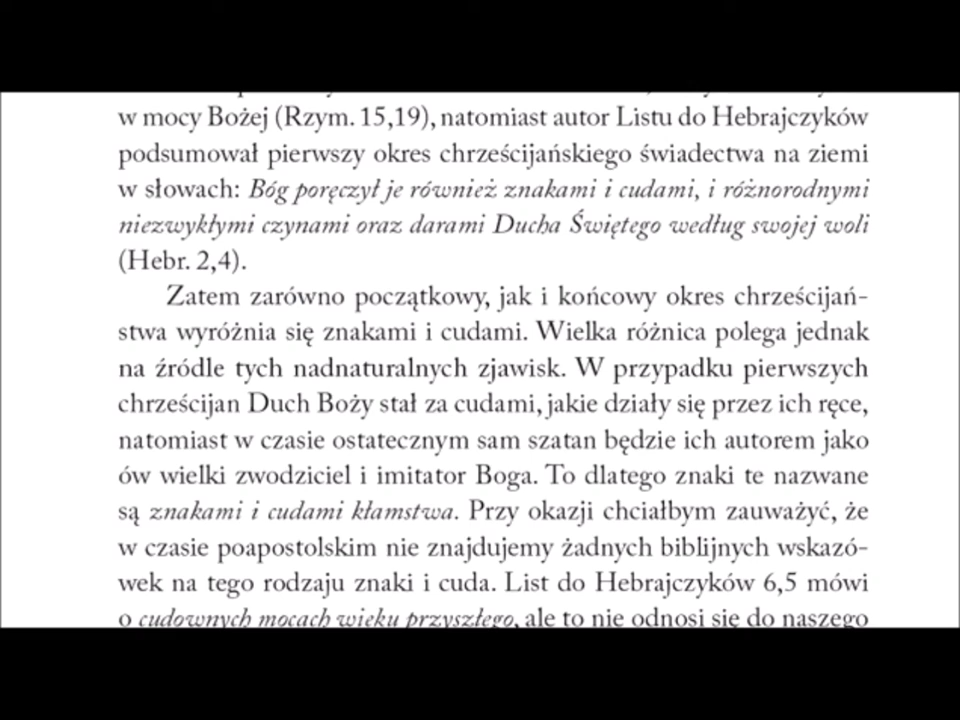 w mocy Bożej (Rzym. 15,19), natomiast autor Listu do Hebrajczyków
podsumował pierwszy okres chrześcijańskiego świadectwa na ziemi
w słowach: Bóg poręczył je również znakami i cudami, i różnorodnymi
niezwykłymi czynami oraz darami Ducha Świętego według swojej woli
(Hebr. 2,4).
Zatem zarówno początkowy, jak i końcowy okres chrześcijań-
stwa wyróżnia się znakami i cudami. Wielka różnica polega jednak
na źródle tych nadnaturalnych zjawisk. W przypadku pierwszych
chrześcijan Duch Boży stał za cudami, jakie działy się przez ich ręce,
natomiast w czasie ostatecznym sam szatan będzie ich autorem jako
ów wielki zwodziciel i imitator Boga. To dlatego znaki te nazwane
są znakami i cudami kłamstwa. Przy okazji chciałbym zauważyć, że
w czasie poapostolskim nie znajdujemy żadnych biblijnych wskazó-
wek na tego rodzaju znaki i cuda. List do Hebrajczyków 6,5 mówi
o cudownych mocach wieku przyszłego, ale to nie odnosi się do naszego